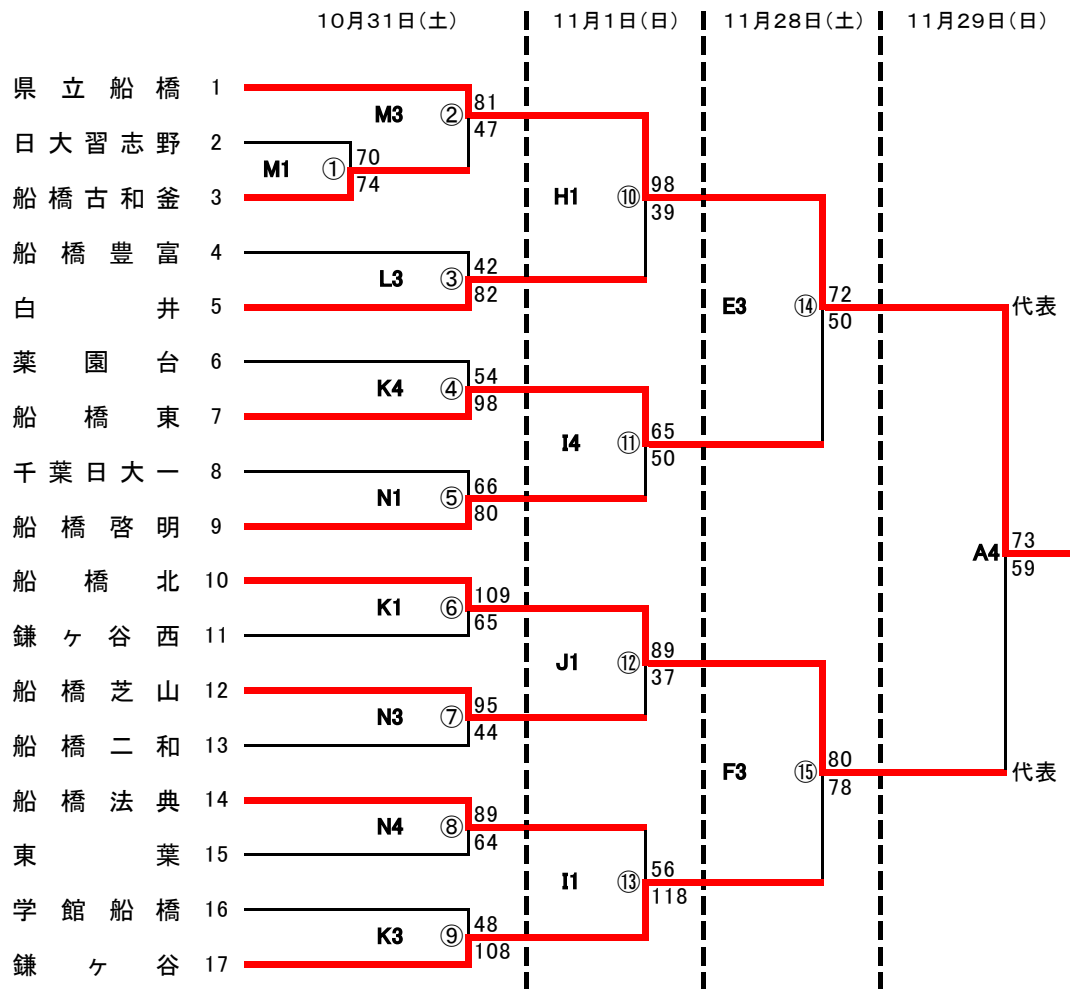 10月31日(土) 11月1日(日) 11月28日(土) 11月29日(日)
県立船橋 1
81
M3 ②
47
日大習志野 2
70
M1 ①
74
船橋古和釜 3
98
H1 ⑩
39
船橋豊富 4
42
L3 ③
82
白井 5
72
E3 ⑭
50
代表
薬園台 6
54
K4 ④
98
船橋東 7
65
I4 ⑪
50
千葉日大一 8
66
N1 ⑤
80
船橋啓明 9
73
A4
59
船橋北 10
109
K1 ⑥
65
鎌ヶ谷西 11
89
J1 ⑫
37
船橋芝山 12
95
N3 ⑦
44
船橋二和 13
80
F3 ⑮
78
代表
船橋法典 14
89
N4 ⑧
64
東葉 15
56
I1 ⑬
118
学館船橋 16
48
K3 ⑨
108
鎌ヶ谷 17